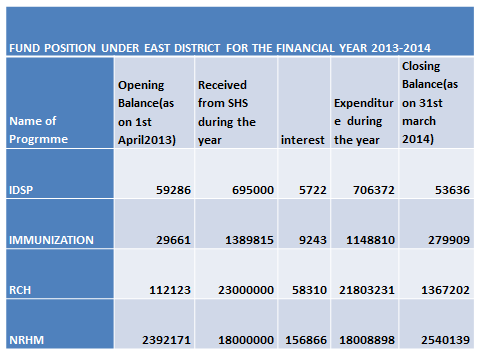 FUND POSITION UNDER EAST DISTRICT FOR THE FINANCIAL YEAR 2013-2014
Name of Progrmme Opening Balance(as on 1st April2013) Received from SHS during the year interest Expenditur e during the year Closing Balance(as on 31st march 2014)
IDSP 59286 695000 5722 706372 53636
IMMUNIZATION 29661 1389815 9243 1148810 279909
RCH 112123 23000000 58310 21803231 1367202
NRHM 2392171 18000000 156866 18008898 2540139